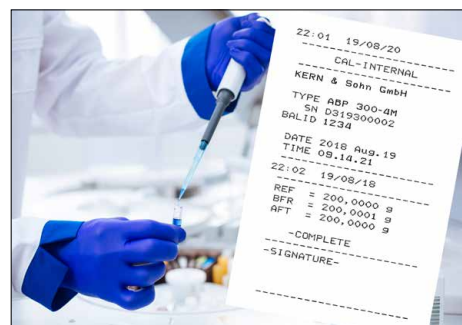 22:01 19/08/20
CAL-INTERNAL
KERN & Sohn GmbH
TYPE ABP 300-4M
SN D319300002
BALID 1234
DATE 2018 Aug.19
TIME 09.14.21
22:02 19/08/18
REF = 200,0000 g
BFR = 200,0001 g
AFT = 200,0000 g
-COMPLETE
-SIGNATURE-